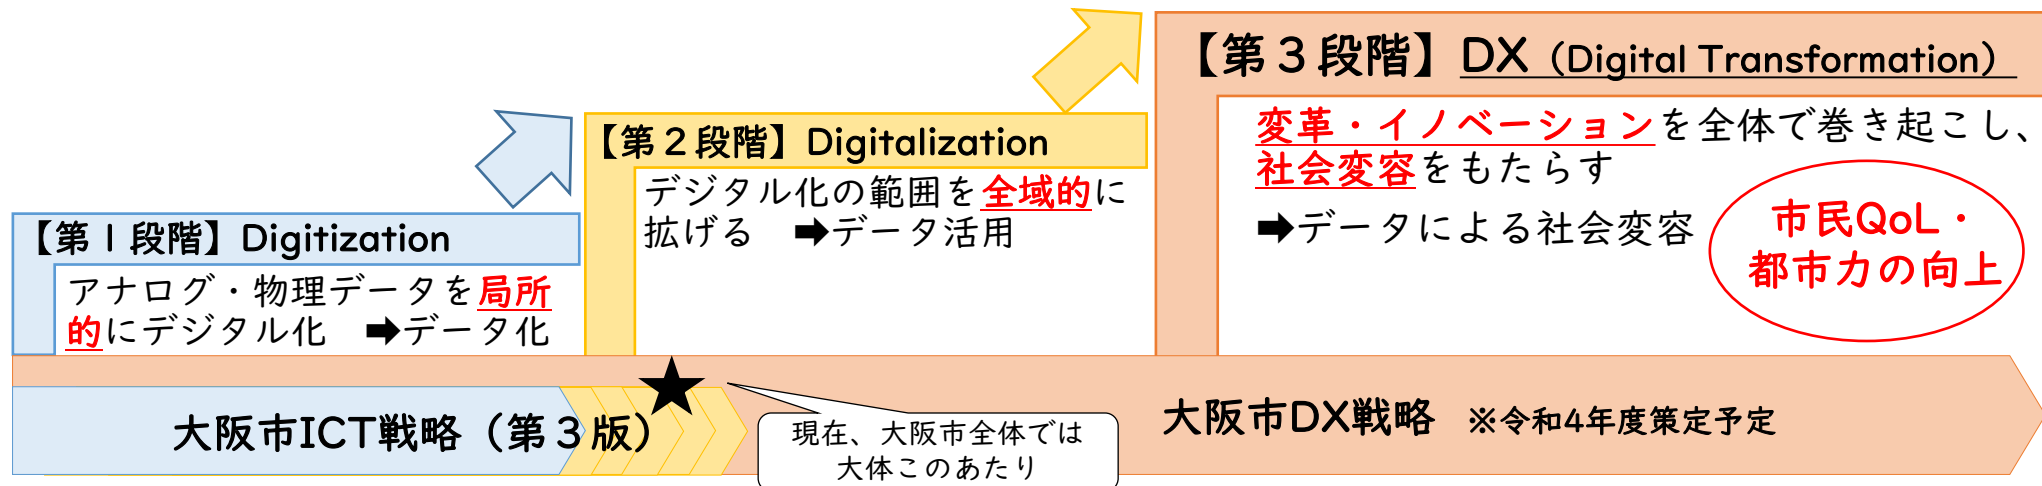 【第１段階】Digitization
アナログ・物理データを局所
的にデジタル化　➡データ化
【第２段階】Digitalization
デジタル化の範囲を全域的に
拡げる　➡データ活用
【第３段階】DX（Digital Transformation）
変革・イノベーションを全体で巻き起こし、
社会変容をもたらす
➡データによる社会変容
市民QoL・
都市力の向上
大阪市ICT戦略（第３版）
現在、大阪市全体では
大体このあたり
大阪市DX戦略　※令和4年度策定予定